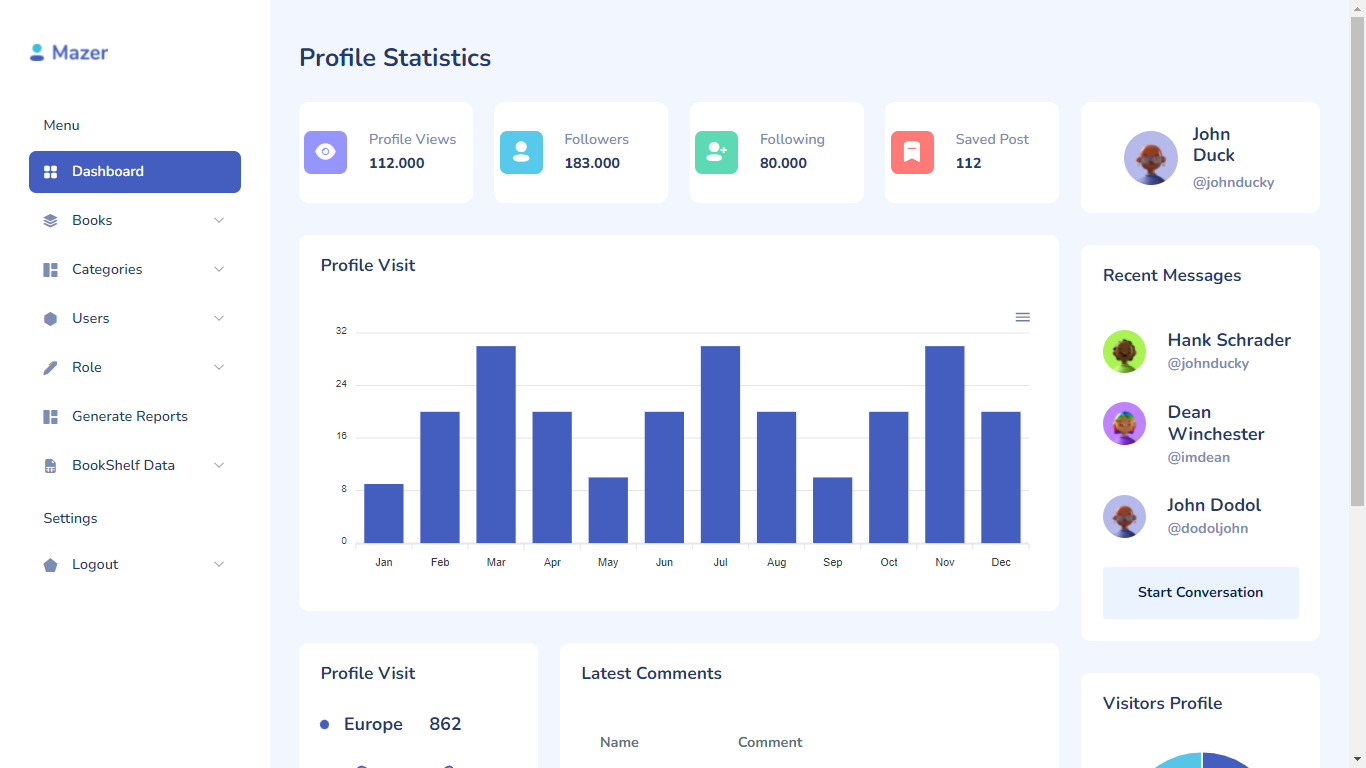 Mazer
Menu
Dashboard
Books
Categories
Users
Role
Generate Reports
BookShelf Data
Settings
Logout
Profile Statistics
Profile Views
112.000
Followers
183.000
Following
80.000
Saved Post
112
John
Duck
@johnducky
Profile Visit
32
24
16
8
0
Jan Feb Mar Apr May Jun Jul Aug Sep Oct Nov Dec
Recent Messages
Hank Schrader
@johnducky
Dean
Winchester
@imdean
John Dodol
@dodoljohn
Start Conversation
Profile Visit
Europe 862
Latest Comments
Name Comment
Visitors Profile